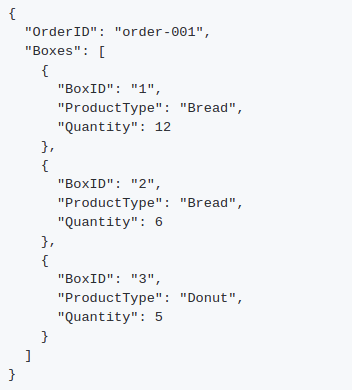 {
  "OrderID": "order-001",
  "Boxes": [
    {
      "BoxID": "1",
      "ProductType": "Bread",
      "Quantity": 12
    },
    {
      "BoxID": "2",
      "ProductType": "Bread",
      "Quantity": 6
    },
    {
      "BoxID": "3",
      "ProductType": "Donut",
      "Quantity": 5
    }
  ]
}